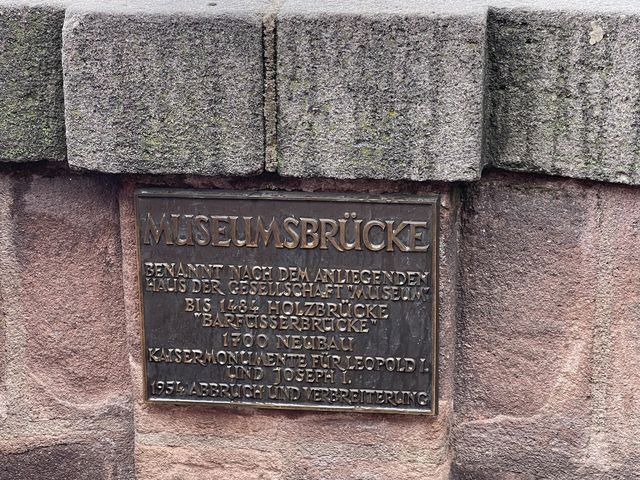 MUSEUMSBRÜCKE
BENANNT NACH DEM ANLIEGENDEN
HAUS DER GESELLSCHAFT "MUSEUM"
BIS 1484 HOLZBRÜCKE
"BARFÜSSERBRÜCKE"
1700 NEUBAU
KAISERMONUMENTE FÜR LEOPOLD I.
UND JOSEPH I.
1954 ABBRUCH UND VERBREITERUNG